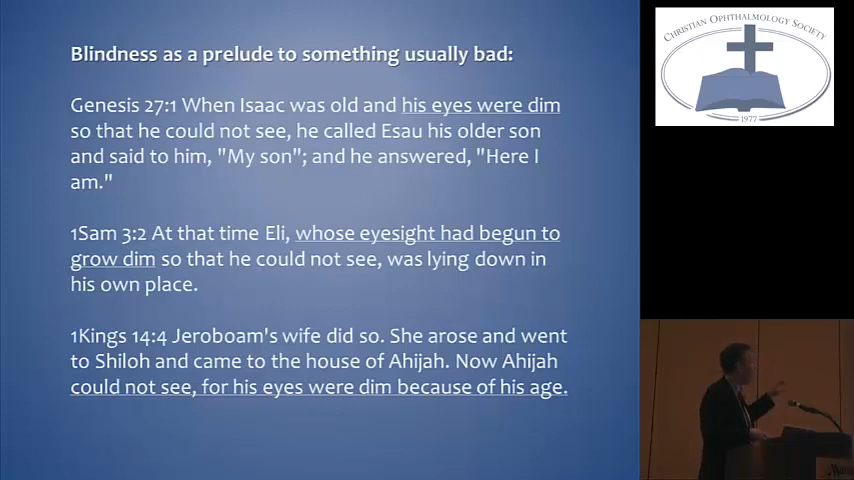 Blindness as a prelude to something usually bad:
Genesis 27:1 When Isaac was old and his eyes were dim
so that he could not see, he called Esau his older son
and said to him, "My son"; and he answered, "Here I
am."
1Sam 3:2 At that time Eli, whose eyesight had begun to
grow dim so that he could not see, was lying down in
his own place.
1Kings 14:4 Jeroboam's wife did so. She arose and went
to Shiloh and came to the house of Ahijah. Now Ahijah
could not see, for his eyes were dim because of his age.
CHRISTIAN OPHTHALMOLOGY SOCIETY
1977